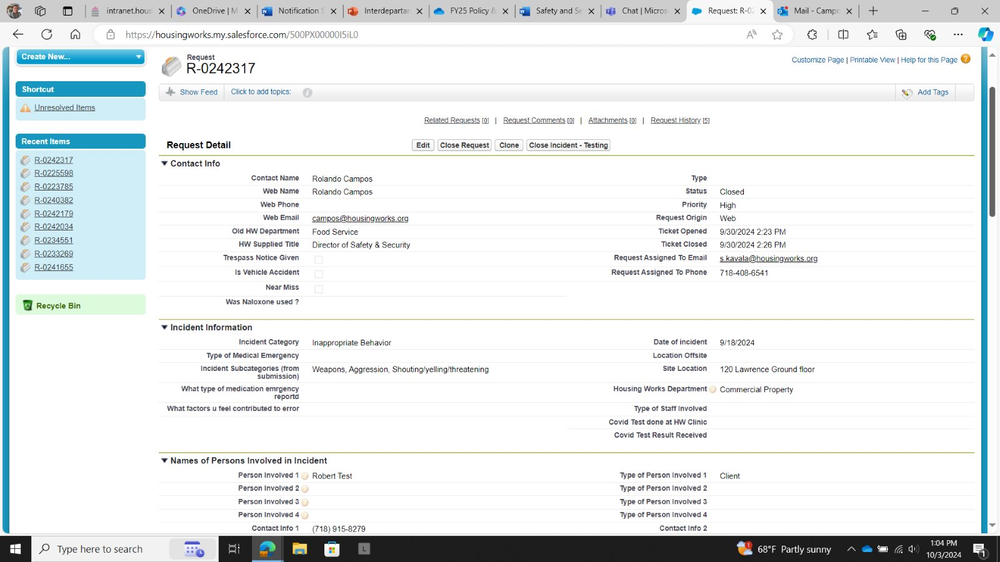 intranet.hous
OneDrive | M
Notification S
Interdepartan
FY25 Policy &
Safety and Se
Chat | Micros
Request: R-02
Mail - Campo
https://housingworks.my.salesforce.com/500PX00000I5iL0
Create New...
Request
R-0242317
Customize Page | Printable View | Help for this Page
Shortcut
Unresolved Items
Show Feed
Click to add topics:
Add Tags
Related Requests [0] | Request Comments [0] | Attachments [0] | Request History [5]
Recent Items
R-0242317
R-0225598
R-0223785
R-0240382
R-0242179
R-0242034
R-0234551
R-0233269
R-0241655
Recycle Bin
Request Detail
Edit Close Request Clone Close Incident - Testing
Contact Info
Contact Name Rolando Campos Type
Web Name Rolando Campos Status Closed
Web Phone Priority High
Web Email campos@housingworks.org Request Origin Web
Old HW Department Food Service Ticket Opened 9/30/2024 2:23 PM
HW Supplied Title Director of Safety & Security Ticket Closed 9/30/2024 2:26 PM
Trespass Notice Given Request Assigned To Email s.kavala@housingworks.org
Is Vehicle Accident Request Assigned To Phone 718-408-6541
Near Miss
Was Naloxone used ?
Incident Information
Incident Category Inappropriate Behavior Date of incident 9/18/2024
Type of Medical Emergency Location Offsite
Incident Subcategories (from submission) Weapons, Aggression, Shouting/yelling/threatening Site Location 120 Lawrence Ground floor
What type of medication emrgency reportd Housing Works Department Commercial Property
What factors u feel contributed to error Type of Staff Involved
Covid Test done at HW Clinic
Covid Test Result Received
Names of Persons Involved in Incident
Person Involved 1 Robert Test Type of Person Involved 1 Client
Person Involved 2 Type of Person Involved 2
Person Involved 3 Type of Person Involved 3
Person Involved 4 Type of Person Involved 4
Contact Info 1 (718) 915-8279 Contact Info 2
Type here to search
L
1
68°F Partly sunny
1:04 PM
10/3/2024
1